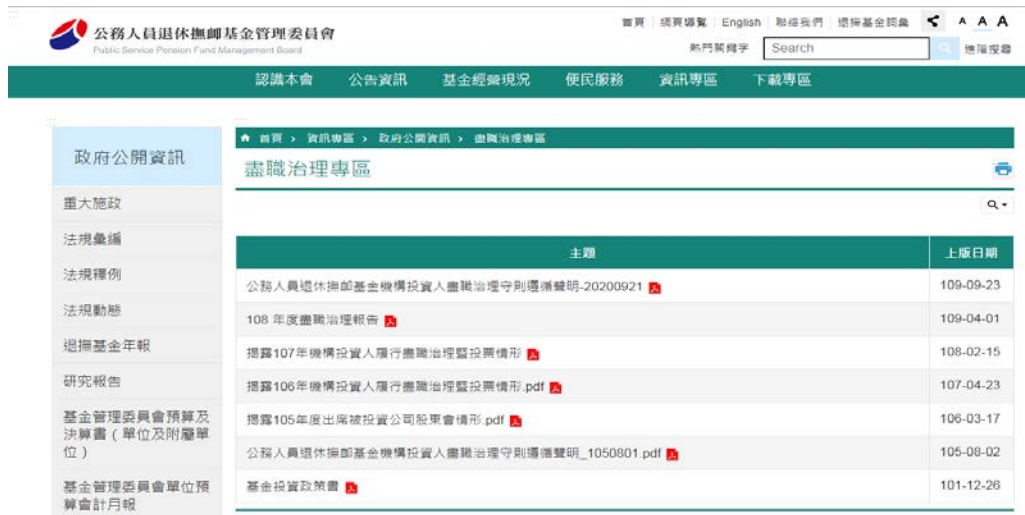 公務人員退休撫卹基金管理委員會
Public Service Pension Fund Management Board
首頁 網頁導覽 English 聯絡我們 退撫基金詞彙 A A A
熱門關鍵字 Search 進階搜尋
認識本會 公告資訊 基金經營現況 便民服務 資訊專區 下載專區
首頁 > 資訊專區 > 政府公開資訊 > 盡職治理專區
政府公開資訊
盡職治理專區
重大施政
法規彙編
法規釋例
法規動態
退撫基金年報
研究報告
基金管理委員會預算及
決算書(單位及附屬單
位)
基金管理委員會單位預
算會計月報
主題 上版日期
公務人員退休撫卹基金機構投資人盡職治理守則遵循聲明-20200921 109-09-23
108 年度盡職治理報告 109-04-01
揭露107年機構投資人履行盡職治理暨投票情形 108-02-15
揭露106年機構投資人履行盡職治理暨投票情形.pdf 107-04-23
揭露105年度出席被投資公司股東會情形.pdf 106-03-17
公務人員退休撫卹基金機構投資人盡職治理守則遵循聲明_1050801.pdf 105-08-02
基金投資政策書 101-12-26